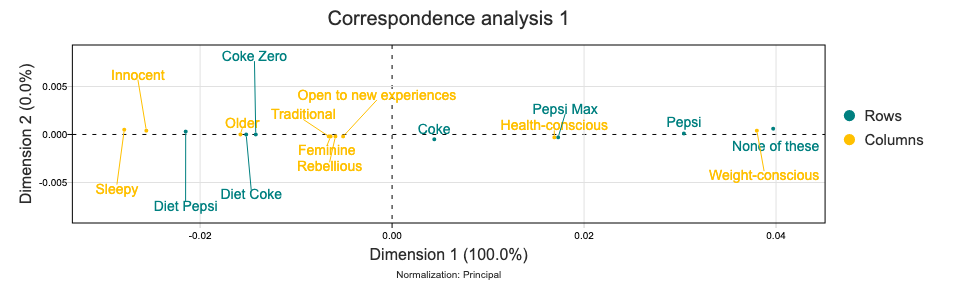 Correspondence analysis 1
Coke Zero
Innocent
Open to new experiences
Traditional
Pepsi Max
Older
Health-conscious
Pepsi
Coke
None of these
Feminine
Rebellious
Weight-conscious
Sleepy
Diet Coke
Diet Pepsi
Dimension 2 (0.0%)
0.005
0.000
-0.005
-0.02
0.00
0.02
0.04
Dimension 1 (100.0%)
Normalization: Principal
Rows
Columns